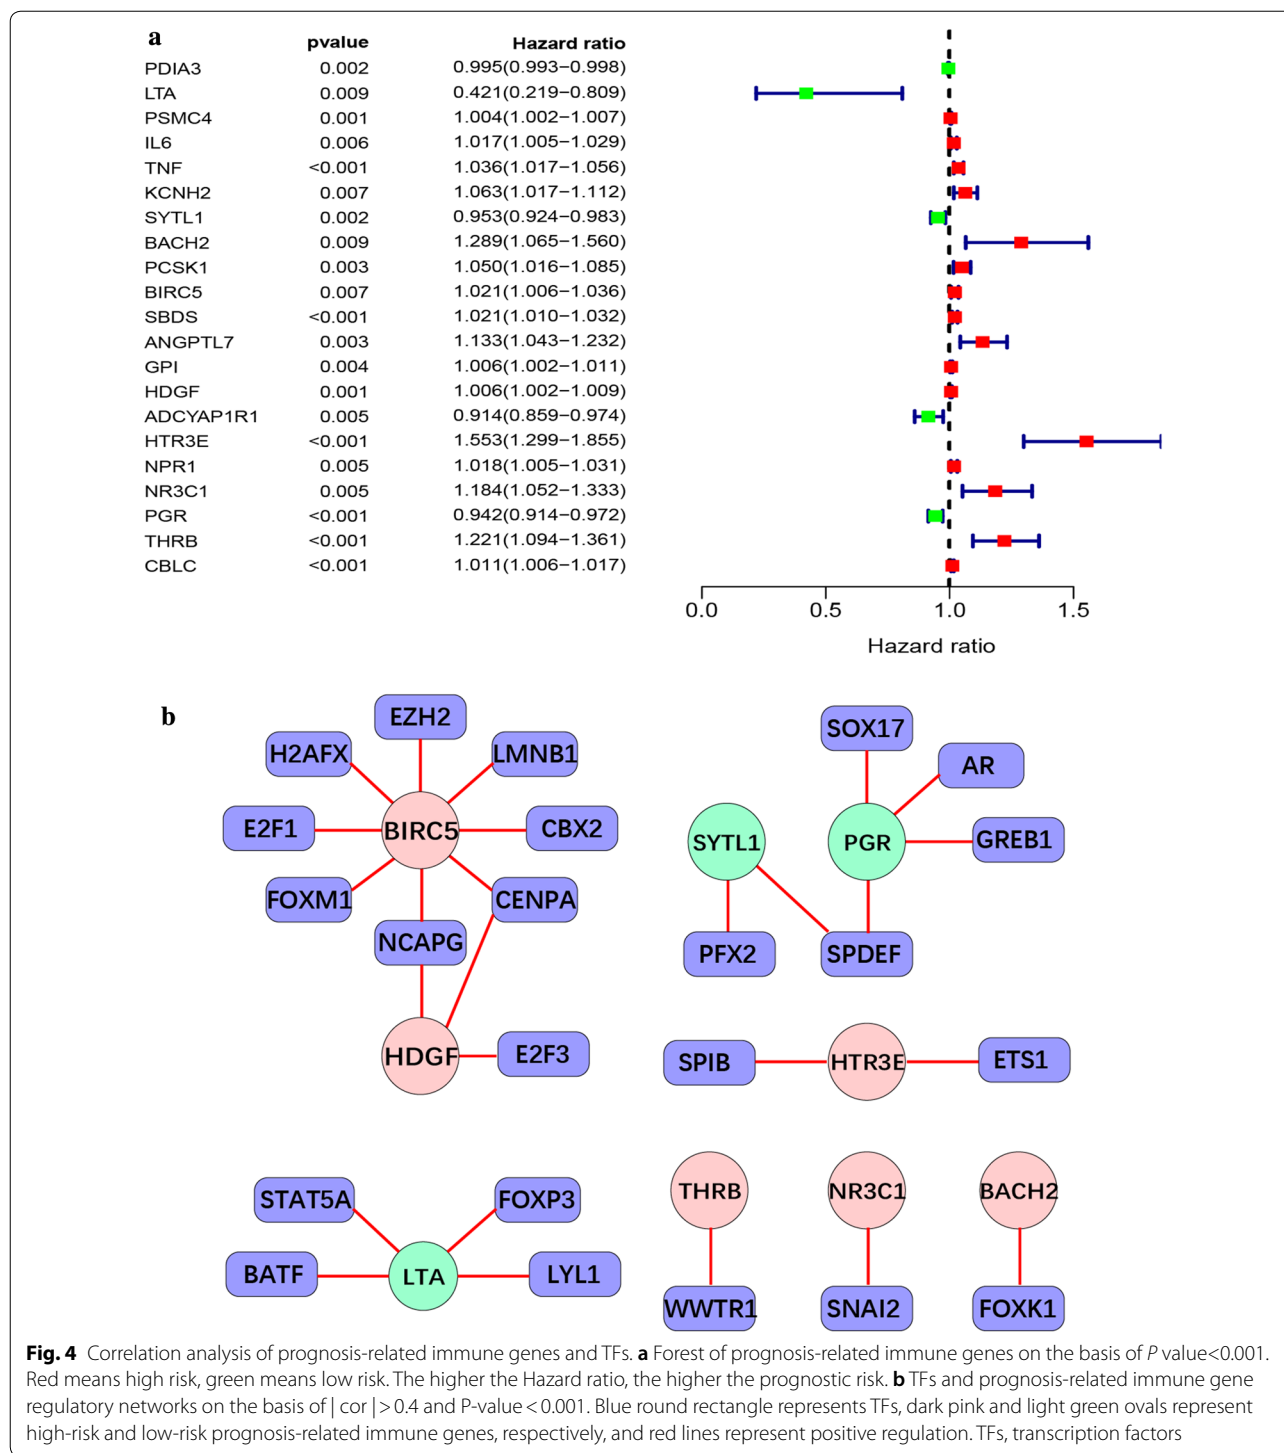 a
pvalue Hazard ratio
PDIA3 0.002 0.995(0.993−0.998)
LTA 0.009 0.421(0.219−0.809)
PSMC4 0.001 1.004(1.002−1.007)
IL6 0.006 1.017(1.005−1.029)
TNF <0.001 1.036(1.017−1.056)
KCNH2 0.007 1.063(1.017−1.112)
SYTL1 0.002 0.953(0.924−0.983)
BACH2 0.009 1.289(1.065−1.560)
PCSK1 0.003 1.050(1.016−1.085)
BIRC5 0.007 1.021(1.006−1.036)
SBDS <0.001 1.021(1.010−1.032)
ANGPTL7 0.003 1.133(1.043−1.232)
GPI 0.004 1.006(1.002−1.011)
HDGF 0.001 1.006(1.002−1.009)
ADCYAP1R1 0.005 0.914(0.859−0.974)
HTR3E <0.001 1.553(1.299−1.855)
NPR1 0.005 1.018(1.005−1.031)
NR3C1 0.005 1.184(1.052−1.333)
PGR <0.001 0.942(0.914−0.972)
THRB <0.001 1.221(1.094−1.361)
CBLC <0.001 1.011(1.006−1.017)
0.0 0.5 1.0 1.5
Hazard ratio
b
EZH2
H2AFX LMNB1
E2F1 BIRC5 CBX2
FOXM1 CENPA
NCAPG
HDGF E2F3
SOX17
AR
SYTL1 PGR GREB1
PFX2 SPDEF
SPIB HTR3E ETS1
STAT5A FOXP3
BATF LTA LYL1
THRB NR3C1 BACH2
WWTR1 SNAI2 FOXK1
Fig. 4 Correlation analysis of prognosis-related immune genes and TFs. a Forest of prognosis-related immune genes on the basis of P value<0.001.
Red means high risk, green means low risk. The higher the Hazard ratio, the higher the prognostic risk. b TFs and prognosis-related immune gene
regulatory networks on the basis of | cor | > 0.4 and P-value < 0.001. Blue round rectangle represents TFs, dark pink and light green ovals represent
high-risk and low-risk prognosis-related immune genes, respectively, and red lines represent positive regulation. TFs, transcription factors